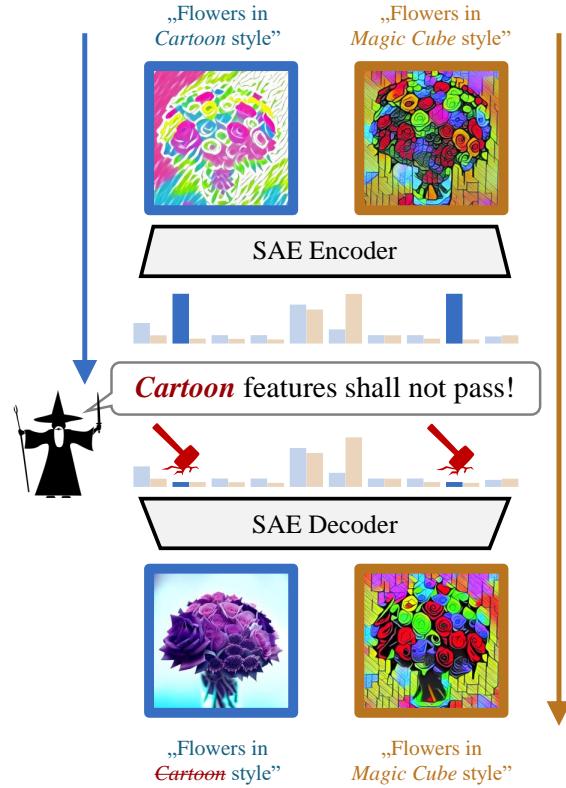 „Flowers in
Cartoon style”
„Flowers in
Magic Cube style”
SAE Encoder
Cartoon features shall not pass!
SAE Decoder
„Flowers in
Cartoon style”
„Flowers in
Magic Cube style”